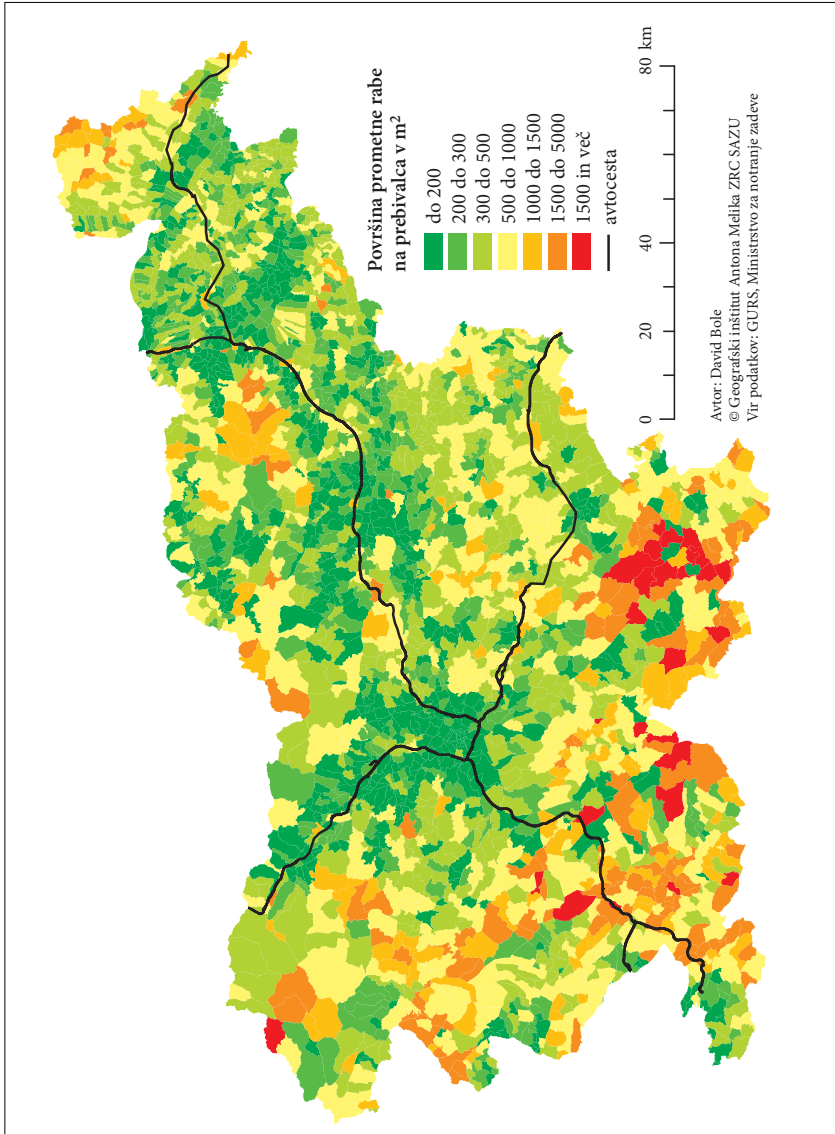 Površina prometne rabe
na prebivalca v m²
do 200
200 do 300
300 do 500
500 do 1000
1000 do 1500
1500 do 5000
1500 in več
avtocesta
0 20 40 80 km
Avtor: David Bole
© Geografski inštitut Antona Melika ZRC SAZU
Vir podatkov: GURS, Ministrstvo za notranje zadeve